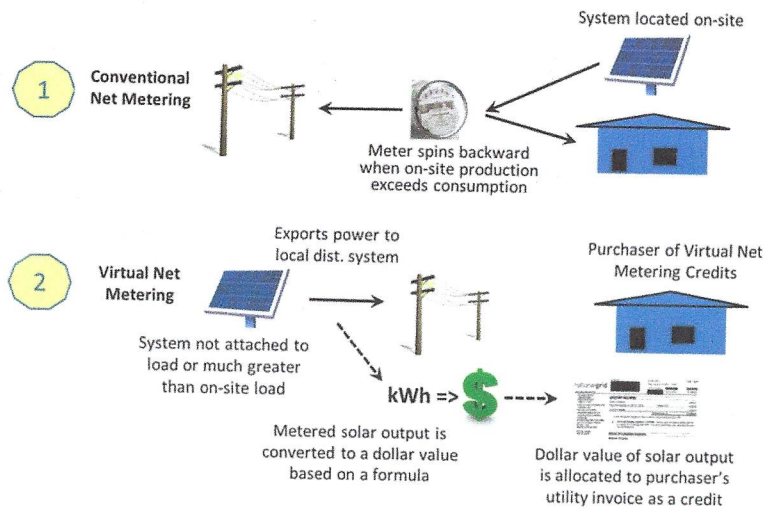 System located on-site
1
Conventional
Net Metering
Meter spins backward
when on-site production
exceeds consumption
2
Virtual Net
Metering
Exports power to
local dist. system
Purchaser of Virtual Net
Metering Credits
System not attached to
load or much greater
than on-site load
kWh => $
Metered solar output is
converted to a dollar value
based on a formula
nationalgrid
Dollar value of solar output
is allocated to purchaser's
utility invoice as a credit